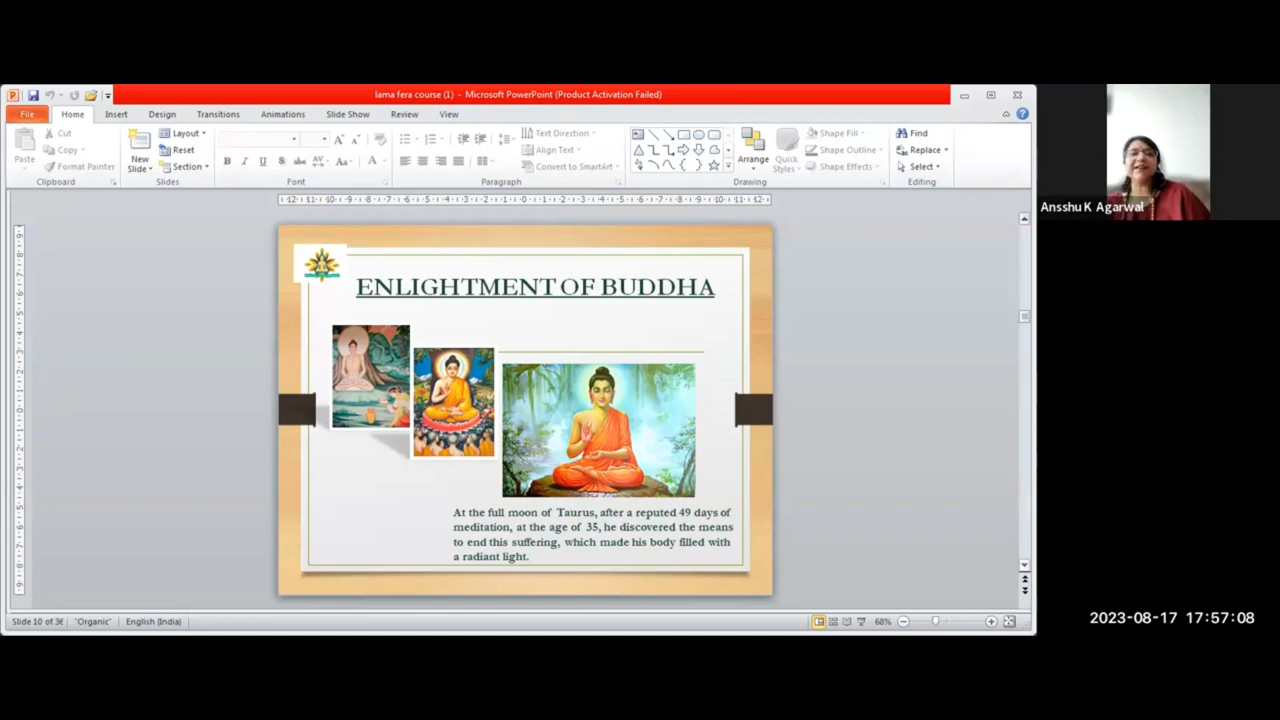 lama fera course (1) - Microsoft PowerPoint (Product Activation Failed)
File Home Insert Design Transitions Animations Slide Show Review View
Paste
Cut
Copy
Format Painter
Clipboard
New Slide
Layout
Reset
Section
Slides
Font
Text Direction
Align Text
Convert to SmartArt
Paragraph
Arrange
Quick Styles
Shape Fill
Shape Outline
Shape Effects
Drawing
Find
Replace
Select
Editing
Ansshu K Agarwal
ENLIGHTMENT OF BUDDHA
At the full moon of Taurus, after a reputed 49 days of
meditation, at the age of 35, he discovered the means
to end this suffering, which made his body filled with
a radiant light.
Slide 10 of 36 "Organic" English (India) 68%
2023-08-17 17:57:08